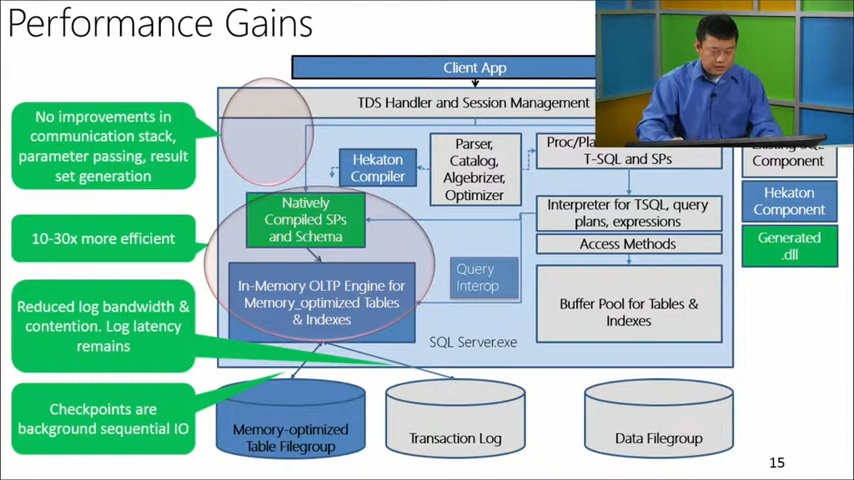 Performance Gains
Client App
TDS Handler and Session Management
No improvements in
communication stack,
parameter passing, result
set generation
Hekaton
Compiler
Parser,
Catalog,
Algebrizer,
Optimizer
T-SQL and SPs
Component
Hekaton
Component
Generated
.dll
Natively
Compiled SPs
and Schema
Interpreter for TSQL, query
plans, expressions
Access Methods
10-30x more efficient
In-Memory OLTP Engine for
Memory_optimized Tables
& Indexes
Query
Interop
Buffer Pool for Tables &
Indexes
Reduced log bandwidth &
contention. Log latency
remains
SQL Server.exe
Checkpoints are
background sequential IO
Memory-optimized
Table Filegroup
Transaction Log
Data Filegroup
15